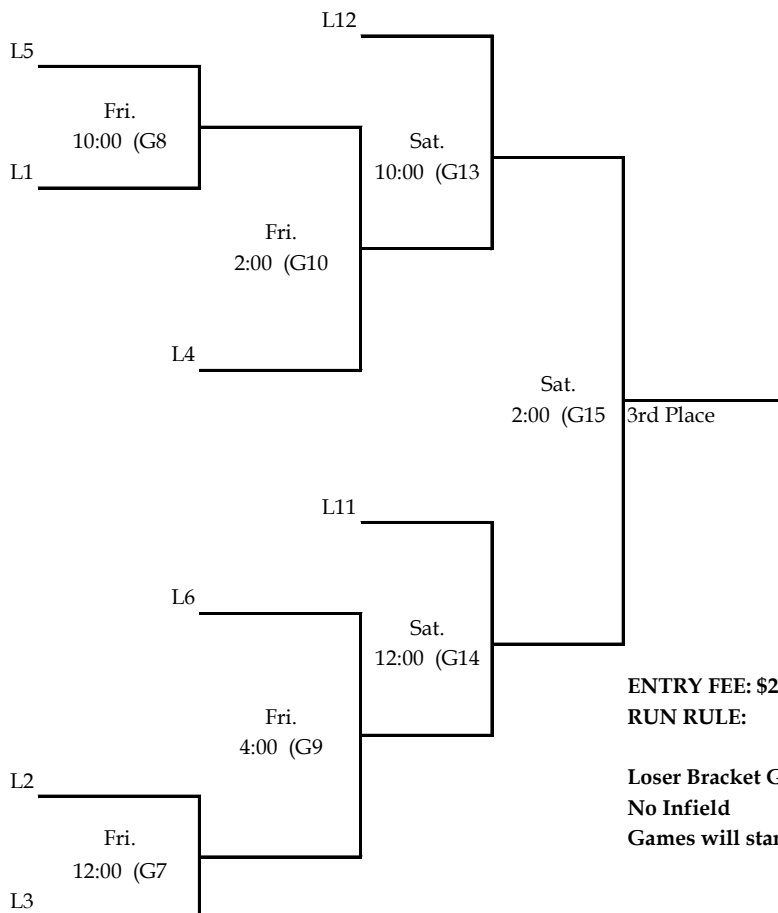 L12
L5
Fri.
10:00 (G8
Sat.
10:00 (G13
L1
Fri.
2:00 (G10
L4
Sat.
2:00 (G15
3rd Place
L11
L6
Sat.
12:00 (G14
ENTRY FEE: $2
RUN RULE:
Fri.
4:00 (G9
Loser Bracket G
No Infield
Games will star
L2
Fri.
12:00 (G7
L3